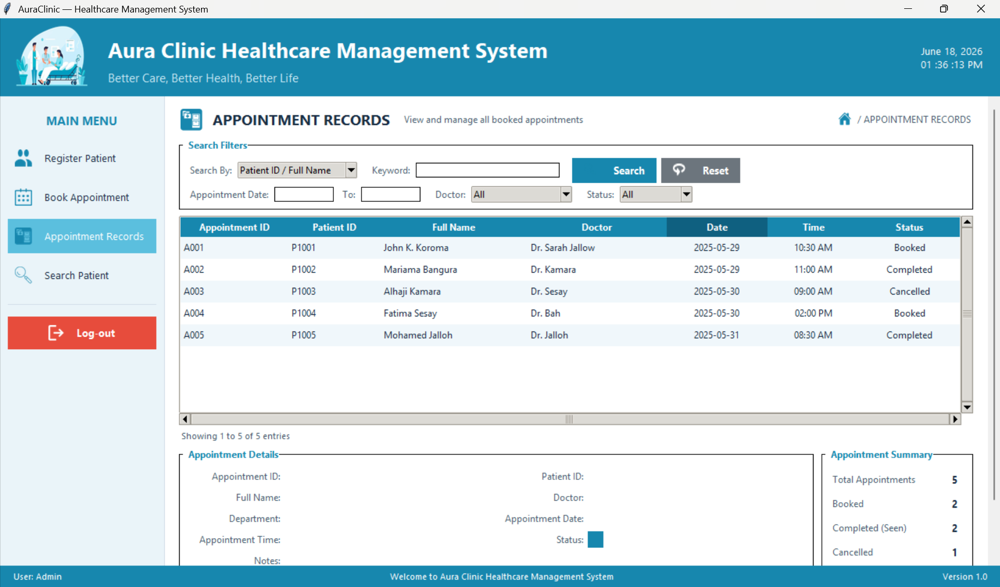 AuraClinic — Healthcare Management System
Aura Clinic Healthcare Management System
Better Care, Better Health, Better Life
June 18, 2026
01 :36 :13 PM
MAIN MENU
Register Patient
Book Appointment
Appointment Records
Search Patient
Log-out
APPOINTMENT RECORDS View and manage all booked appointments / APPOINTMENT RECORDS
Search Filters
Search By: Patient ID / Full Name Keyword: Search Reset
Appointment Date: To: Doctor: All Status: All
Appointment ID Patient ID Full Name Doctor Date Time Status
A001 P1001 John K. Koroma Dr. Sarah Jallow 2025-05-29 10:30 AM Booked
A002 P1002 Mariama Bangura Dr. Kamara 2025-05-29 11:00 AM Completed
A003 P1003 Alhaji Kamara Dr. Sesay 2025-05-30 09:00 AM Cancelled
A004 P1004 Fatima Sesay Dr. Bah 2025-05-30 02:00 PM Booked
A005 P1005 Mohamed Jalloh Dr. Jalloh 2025-05-31 08:30 AM Completed
Showing 1 to 5 of 5 entries
Appointment Details
Appointment ID: Patient ID:
Full Name: Doctor:
Department: Appointment Date:
Appointment Time: Status:
Notes:
Appointment Summary
Total Appointments 5
Booked 2
Completed (Seen) 2
Cancelled 1
User: Admin Welcome to Aura Clinic Healthcare Management System Version 1.0